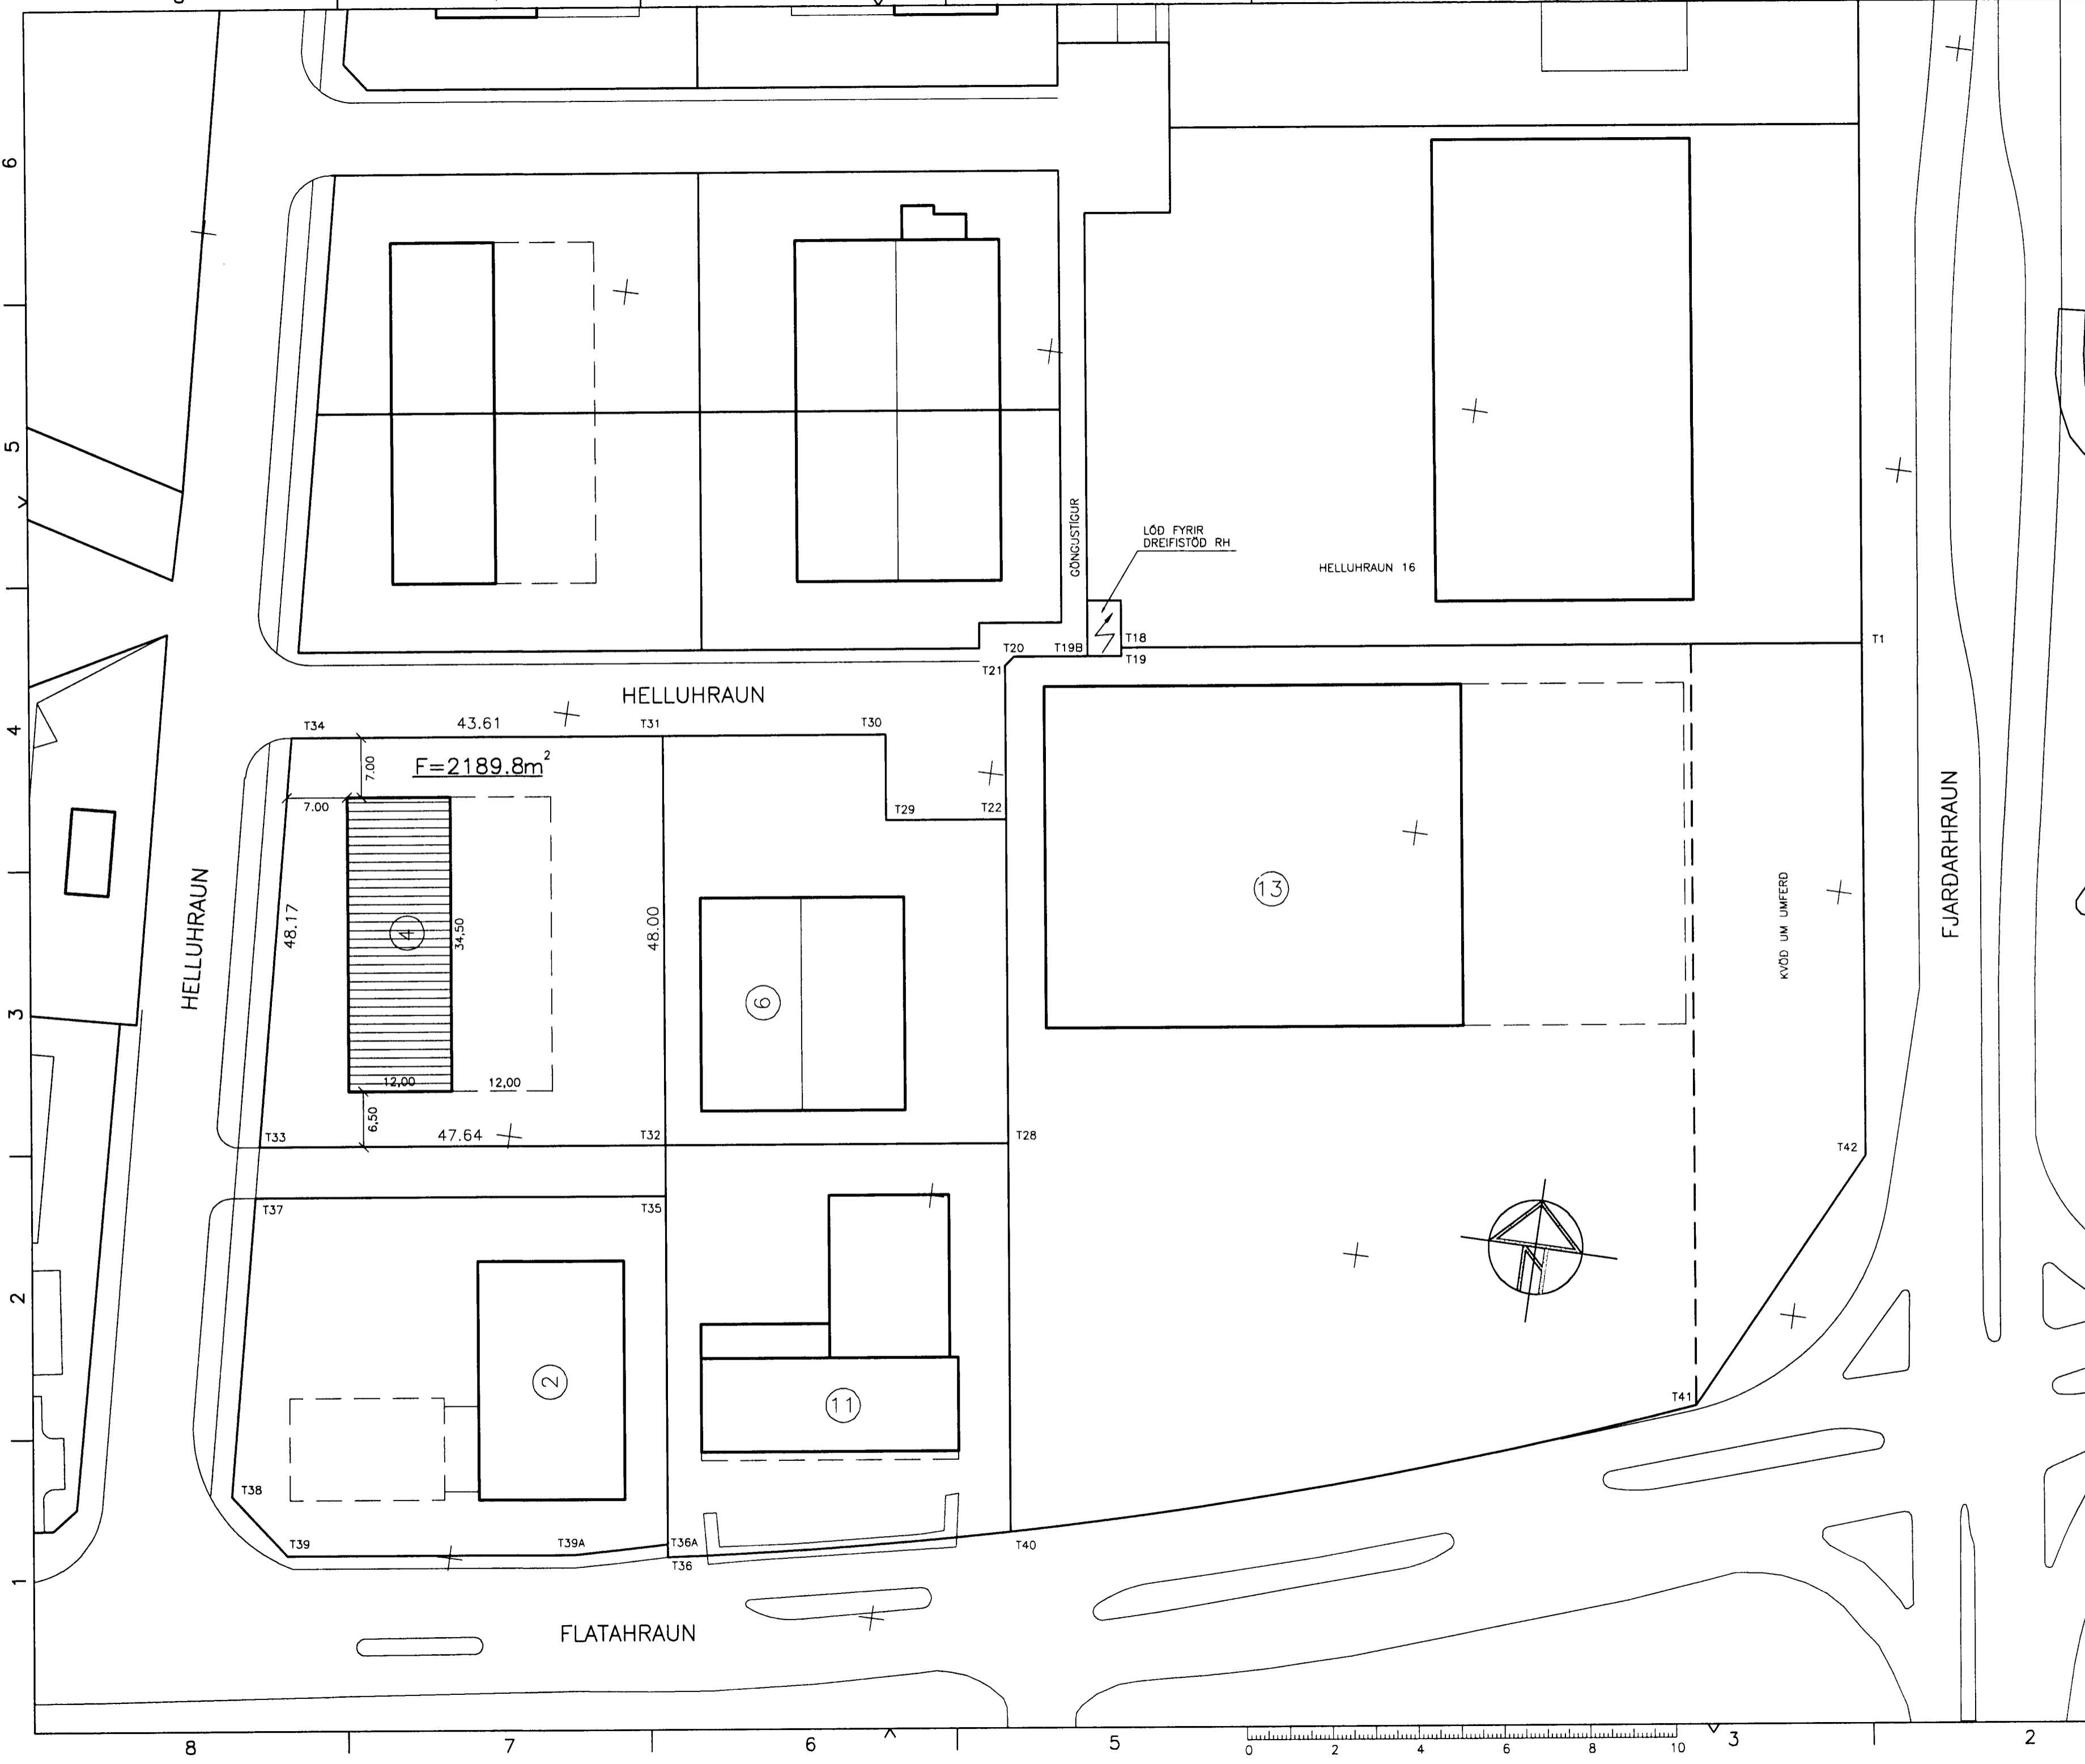 6
5
4
3
2
1
GÖNGUSTÍGUR
LÓÐ FYRIR
DREIFISTÖÐ RH
HELLUHRAUN 16
T18
T1
T20
T19B
T19
T21
HELLUHRAUN
T34
43.61
T31
T30
F=2189.8m²
7.00
7.00
T29
T22
HELLUHRAUN
48.17
4
34,50
48.00
6
13
KVÖÐ UM UMFERÐ
FJARÐARHRAUN
12,00
12,00
6,50
T33
47.64
T32
T28
T42
T37
T35
2
11
T41
T38
T39
T39A
T36A
T36
T40
FLATAHRAUN
8
7
6
5
0
2
4
6
8
10
3
2